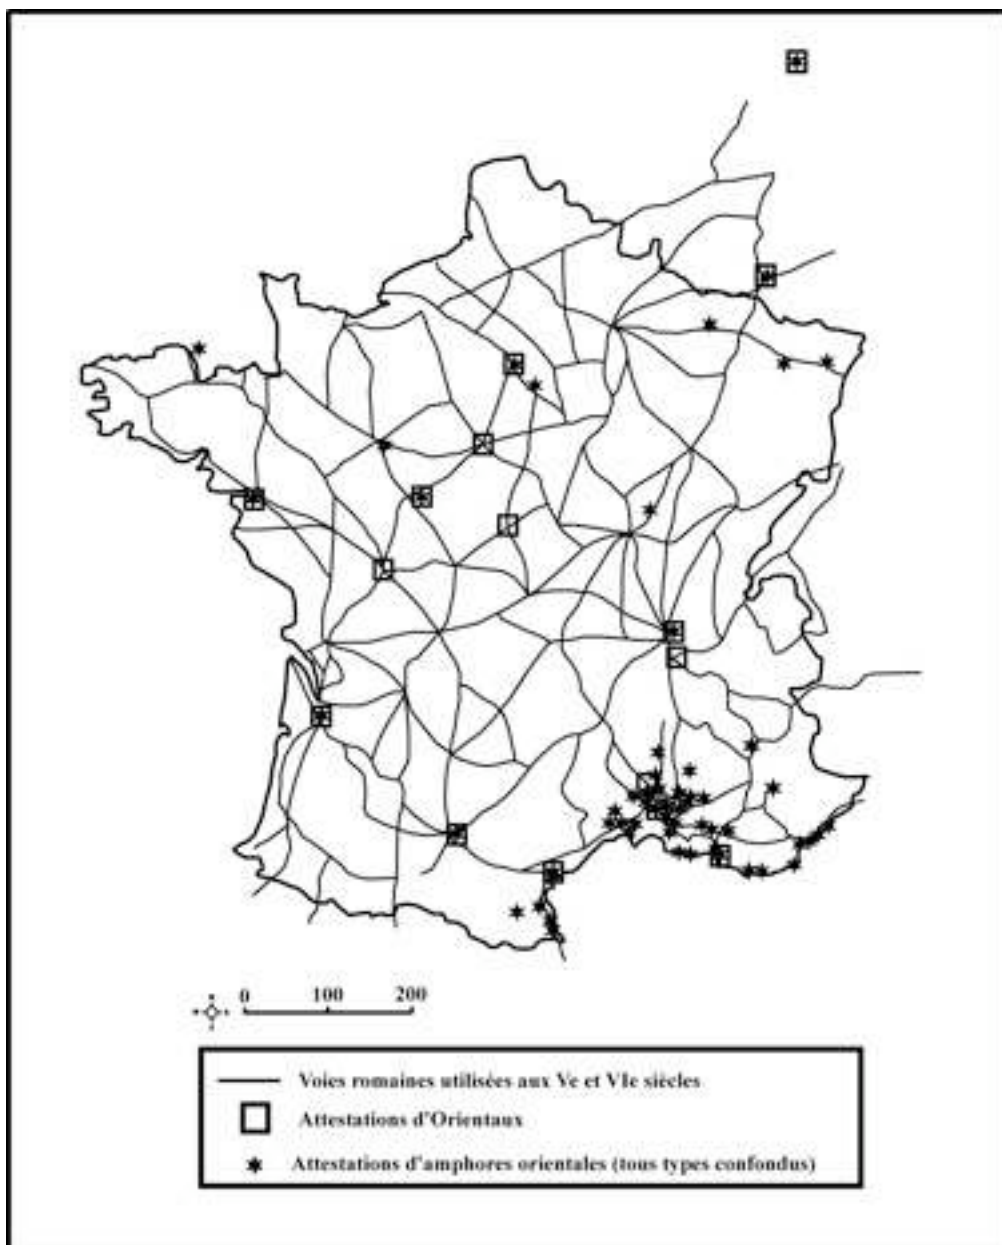 0 100 200
Voies romaines utilisées aux Ve et VIe siècles
Attestations d'Orientaux
Attestations d'amphores orientales (tous types confondus)